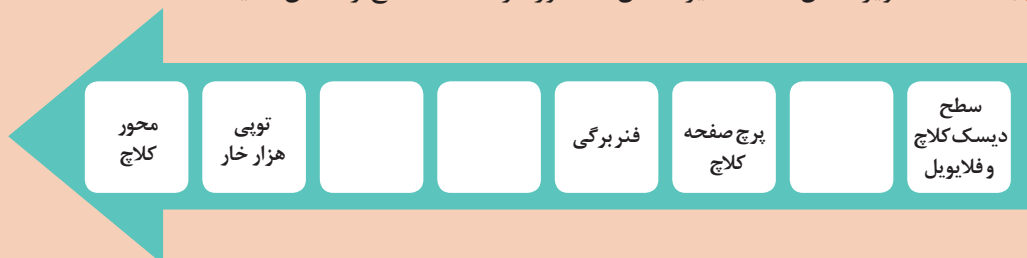 سطح
دیسک کلاچ
و فلایویل
پرچ صفحه
کلاچ
فنر برگی
توپی
هزار خار
محور
کلاچ